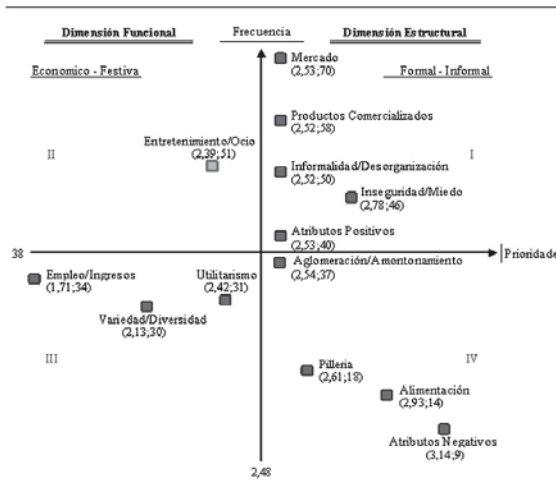 Dimensión Funcional
Frecuencia
Dimensión Estructural
Economico - Festiva
Mercado
(2,53;70)
Formal - Informal
Productos Comercializados
(2,52;58)
Entretenimiento/Ocio
(2,39;51)
II
I
Informalidad/Desorganización
(2,52;50)
Inseguridad/Miedo
(2,78;46)
Atributos Positivos
(2,53;40)
38
Prioridade
Aglomeración/Amontonamiento
(2,54;37)
Empleo/Ingresos
(1,71;34)
Utilitarismo
(2,42;31)
Variedad/Diversidad
(2,13;30)
III
IV
Pilleria
(2,61;18)
Alimentación
(2,93;14)
Atributos Negativos
(3,14;9)
2,48